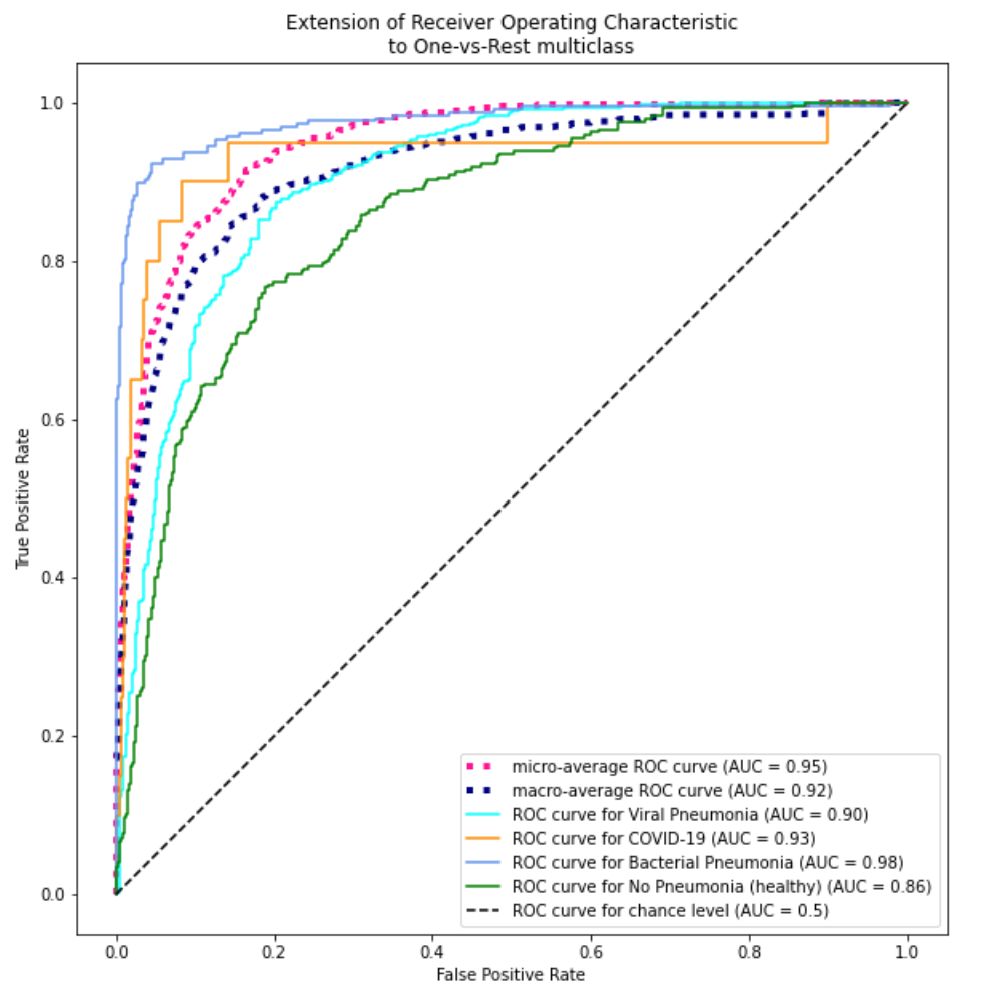 Extension of Receiver Operating Characteristic
to One-vs-Rest multiclass
True Positive Rate
1.0
0.8
0.6
0.4
0.2
0.0
micro-average ROC curve (AUC = 0.95)
macro-average ROC curve (AUC = 0.92)
ROC curve for Viral Pneumonia (AUC = 0.90)
ROC curve for COVID-19 (AUC = 0.93)
ROC curve for Bacterial Pneumonia (AUC = 0.98)
ROC curve for No Pneumonia (healthy) (AUC = 0.86)
ROC curve for chance level (AUC = 0.5)
0.0 0.2 0.4 0.6 0.8 1.0
False Positive Rate